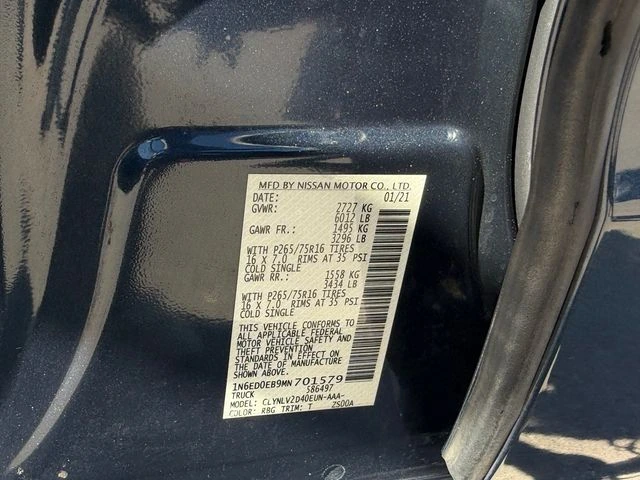 MFD BY NISSAN MOTOR CO., LTD.
DATE: 01/21
GVWR: 2727 KG
6012 LB
GAWR FR.: 1495 KG
3296 LB
WITH P265/75R16 TIRES
16 X 7.0 RIMS AT 35 PSI
COLD SINGLE
GAWR RR.: 1558 KG
3434 LB
WITH P265/75R16 TIRES
16 X 7.0 RIMS AT 35 PSI
COLD SINGLE
THIS VEHICLE CONFORMS TO
ALL APPLICABLE FEDERAL
MOTOR VEHICLE SAFETY AND
THEFT PREVENTION
STANDARDS IN EFFECT ON
THE DATE OF MANUFACTURE
SHOWN ABOVE.
1N6ED0EB9MN701579
TRUCK 586497
MODEL: CLYNLV2D40EUN-AAA-
COLOR: RBG TRIM: T ZS00A